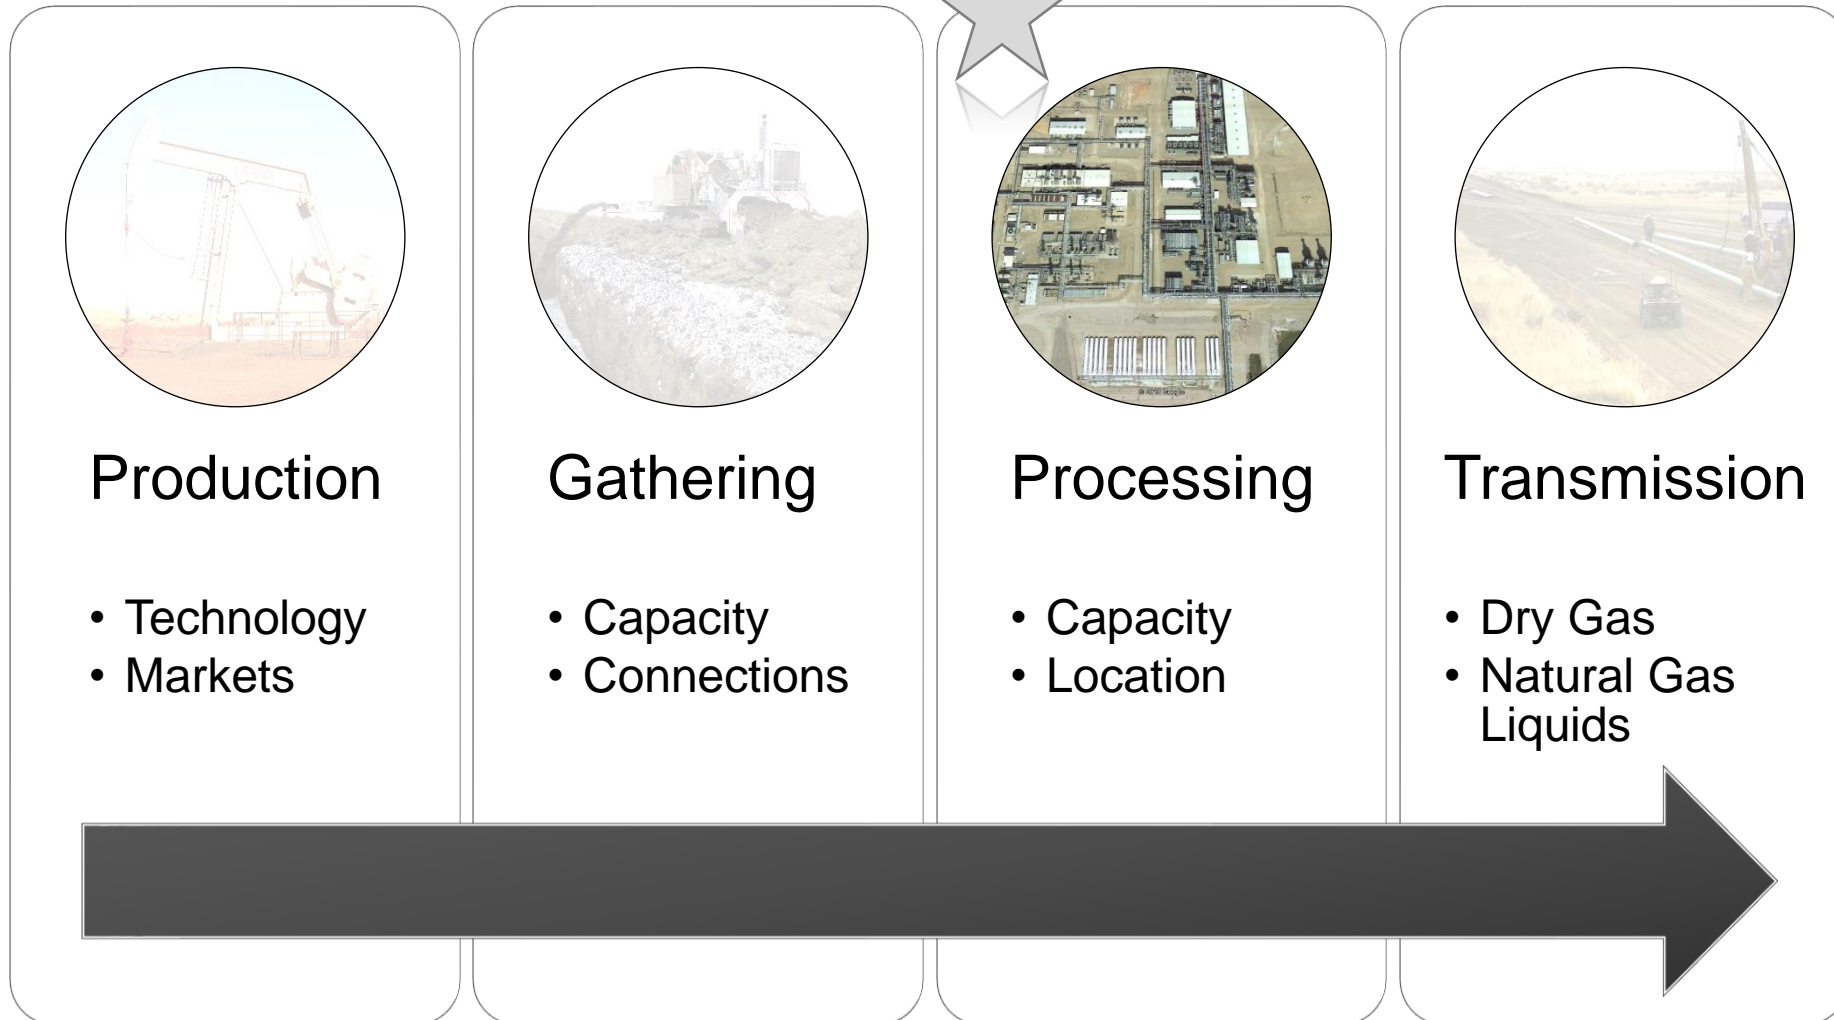 Production
• Technology
• Markets
Gathering
• Capacity
• Connections
Processing
• Capacity
• Location
Transmission
• Dry Gas
• Natural Gas
Liquids